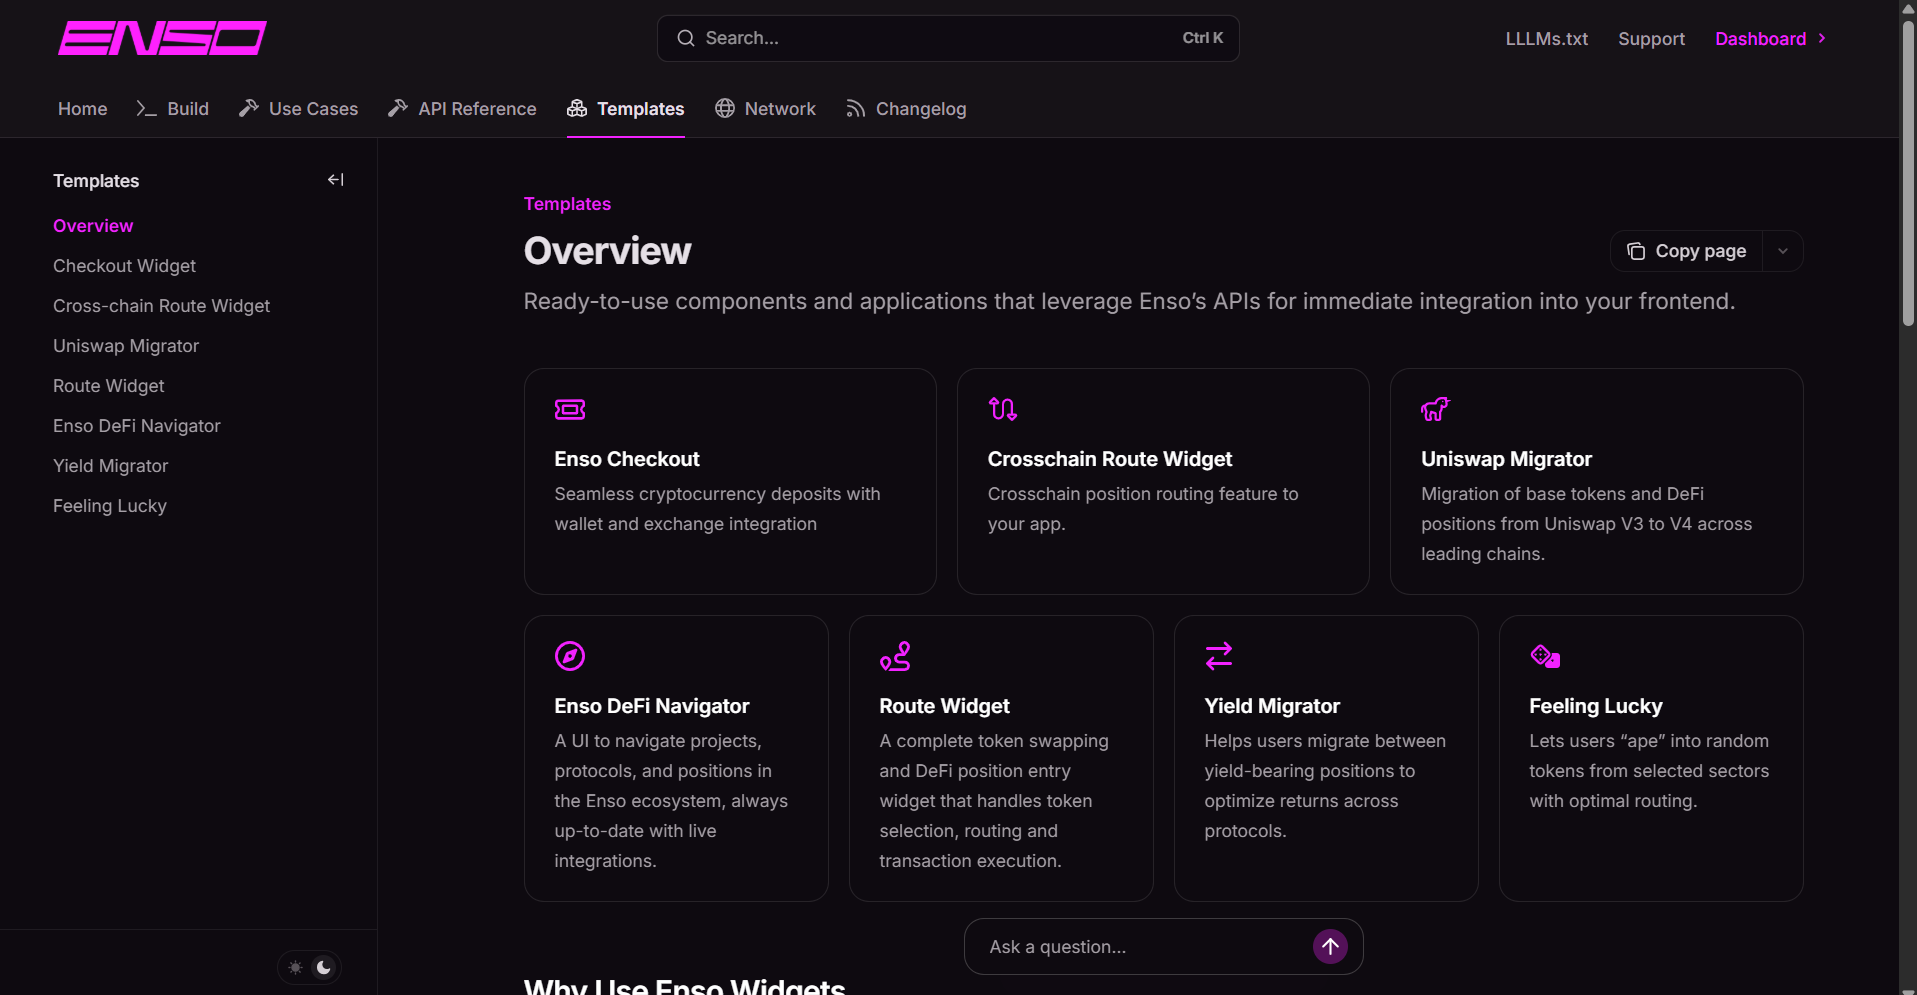 ENSO
Search...
Ctrl K
LLLMs.txt
Support
Dashboard
Home
Build
Use Cases
API Reference
Templates
Network
Changelog
Templates
Overview
Checkout Widget
Cross-chain Route Widget
Uniswap Migrator
Route Widget
Enso DeFi Navigator
Yield Migrator
Feeling Lucky
Templates
Overview
Copy page
Ready-to-use components and applications that leverage Enso’s APIs for immediate integration into your frontend.
Enso Checkout
Seamless cryptocurrency deposits with
wallet and exchange integration
Crosschain Route Widget
Crosschain position routing feature to
your app.
Uniswap Migrator
Migration of base tokens and DeFi
positions from Uniswap V3 to V4 across
leading chains.
Enso DeFi Navigator
A UI to navigate projects,
protocols, and positions in
the Enso ecosystem, always
up-to-date with live
integrations.
Route Widget
A complete token swapping
and DeFi position entry
widget that handles token
selection, routing and
transaction execution.
Yield Migrator
Helps users migrate between
yield-bearing positions to
optimize returns across
protocols.
Feeling Lucky
Lets users “ape” into random
tokens from selected sectors
with optimal routing.
Ask a question...
Why Use Enso Widgets